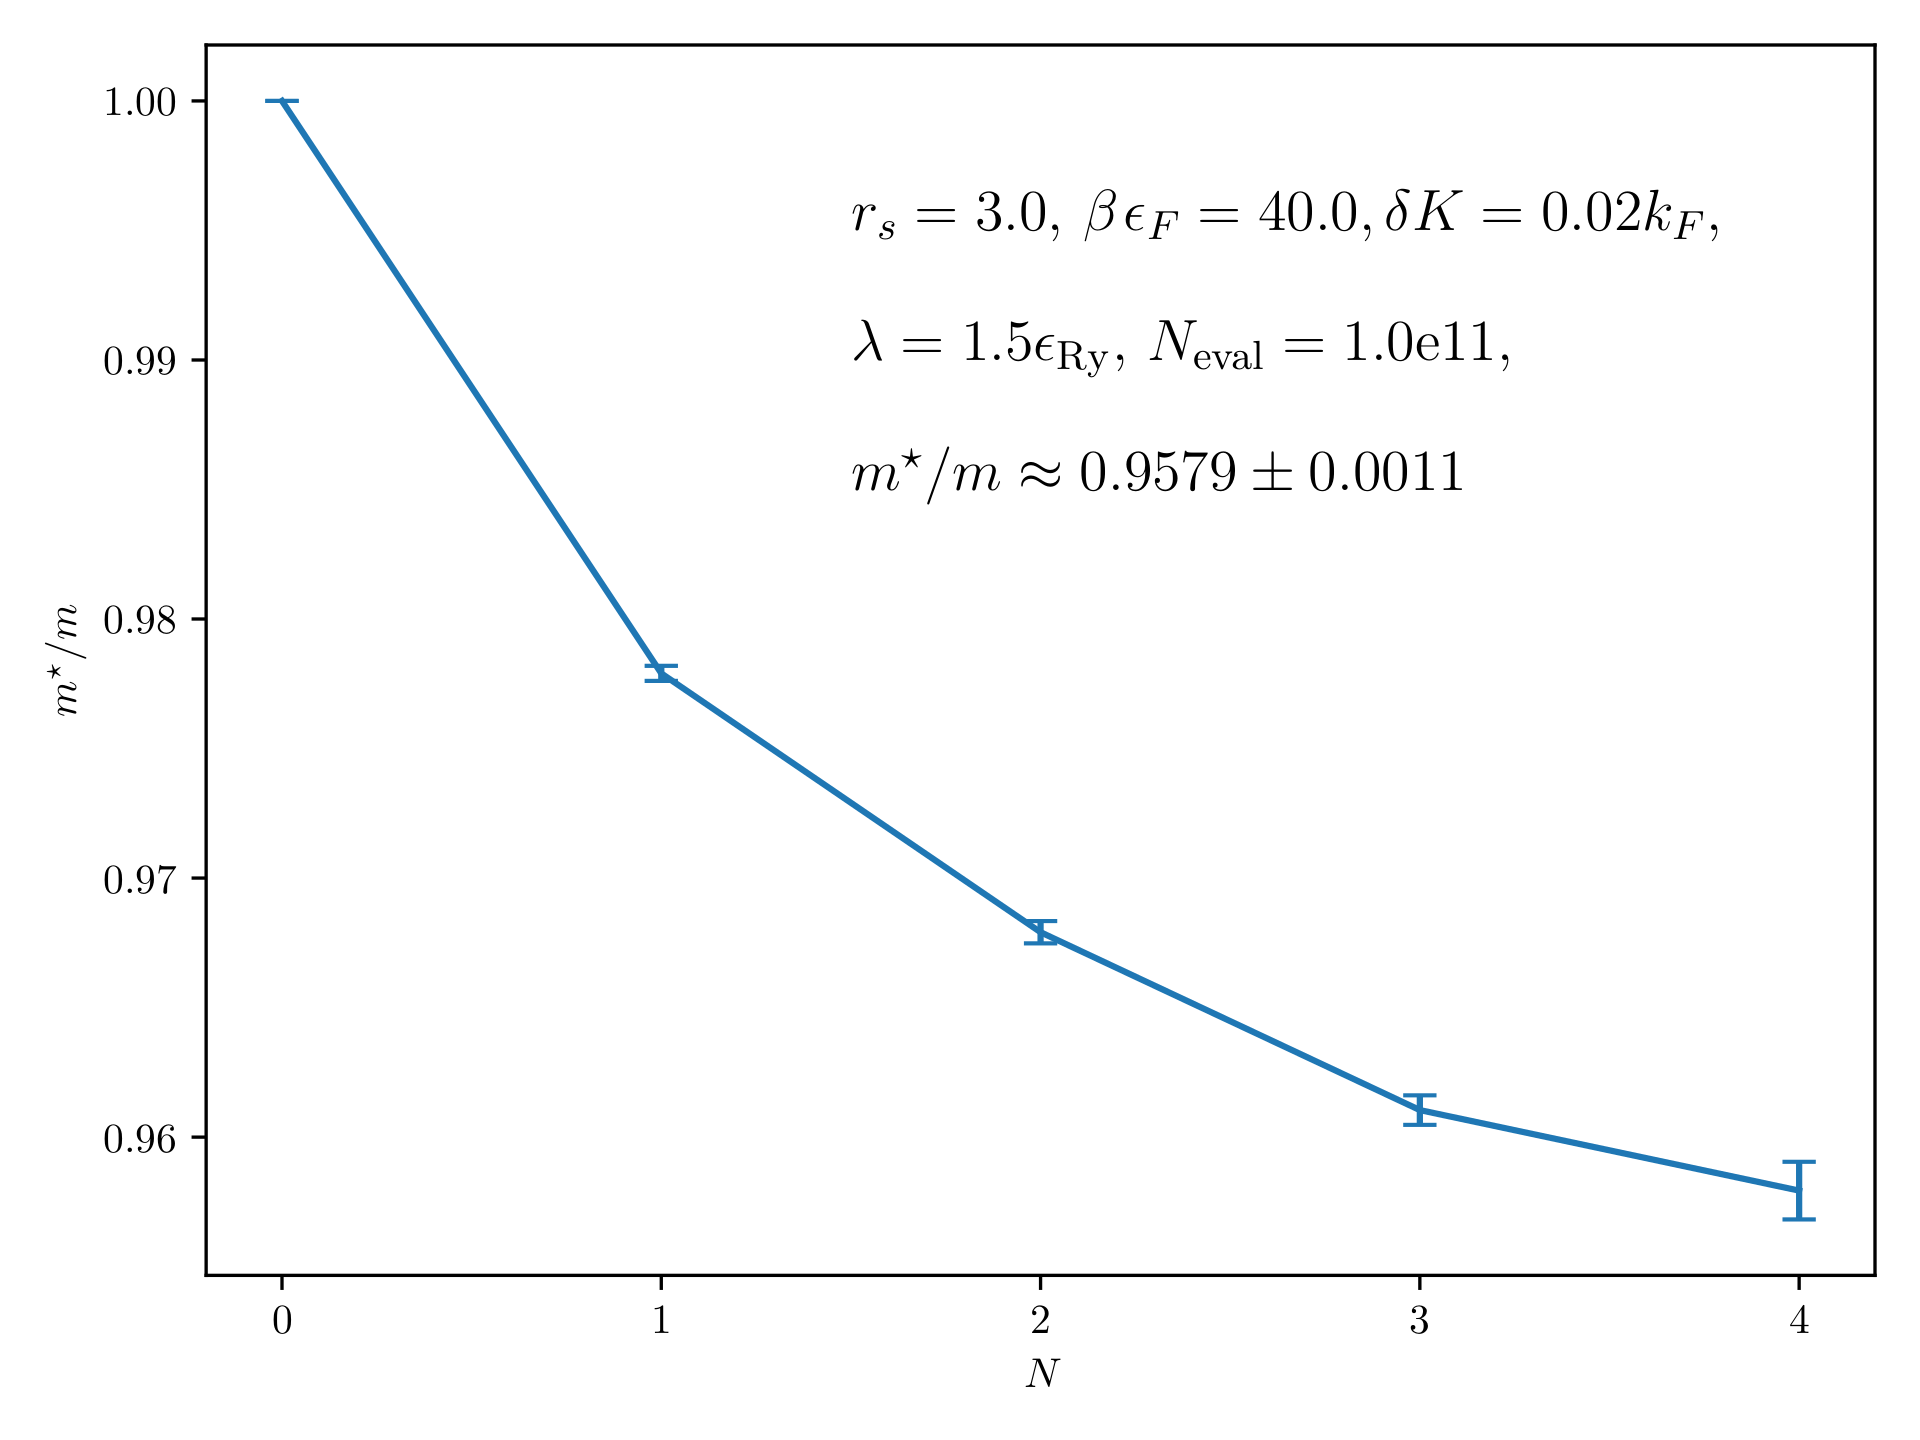 1.00
0.99
0.98
0.97
0.96
m⋆/m
r_s = 3.0, βϵ_F = 40.0, δK = 0.02k_F,
λ = 1.5ϵ_Ry, N_eval = 1.0e11,
m⋆/m ≈ 0.9579 ± 0.0011
0 1 2 3 4
N